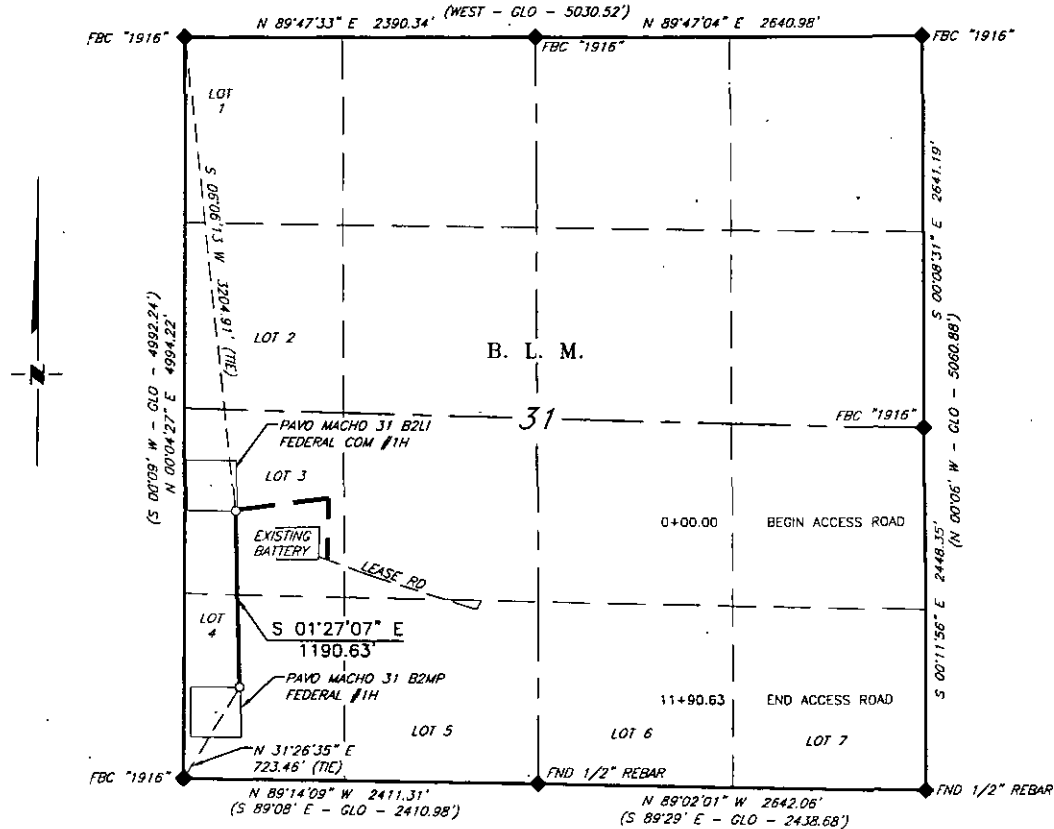 (WEST - GLO - 5030.52')
N 89°47'33" E 2390.34'
N 89°47'04" E 2640.98'
FBC "1916"
FBC "1916"
FBC "1916"
LOT
1
S 06°06'13 W 3204.91' (TIE)
S 00°08'31" E 2641.19'
(S 00°09' W - GLO - 4992.24')
N 00°04'27" E 4994.22'
(N 00°06' W - GLO - 5060.88')
LOT 2
B. L. M.
31
FBC "1916"
PAVO MACHO 31 B2LI
FEDERAL COM #1H
LOT 3
Z
EXISTING
BATTERY
LEASE RD
0+00.00 BEGIN ACCESS ROAD
LOT
4
S 01°27'07" E
1190.63'
S 00°11'56" E 2448.35'
PAVO MACHO 31 B2MP
FEDERAL #1H
11+90.63 END ACCESS ROAD
LOT 5
LOT 6
LOT 7
N 31°26'35" E
723.46' (TIE)
FBC "1916"
FND 1/2" REBAR
FND 1/2" REBAR
N 89°14'09" W 2411.31'
(S 89°08' E - GLO - 2410.98')
N 89°02'01" W 2642.06'
(S 89°29' E - GLO - 2438.68')